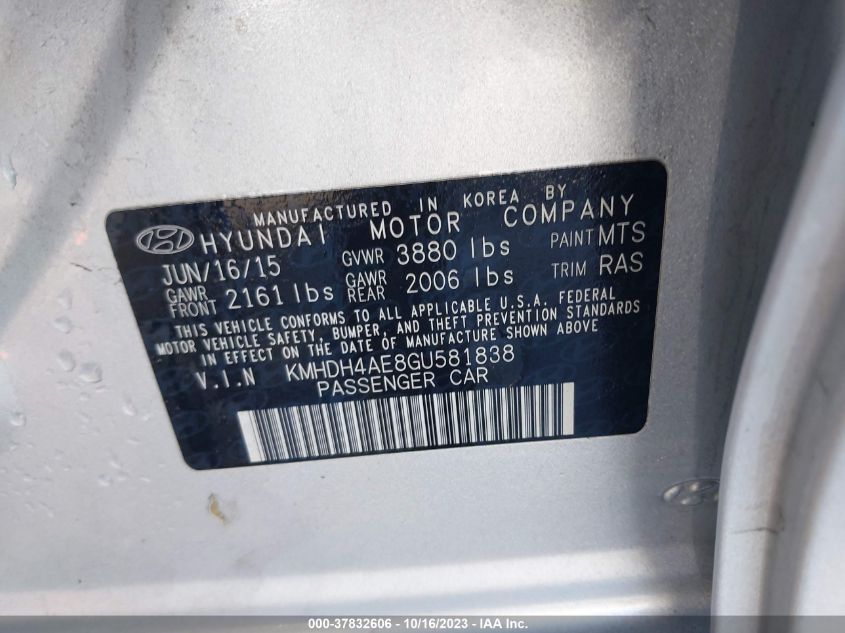 MANUFACTURED IN KOREA BY
HYUNDAI MOTOR COMPANY
JUN/16/15 GVWR 3880 lbs PAINT MTS
GAWR FRONT 2161 lbs GAWR REAR 2006 lbs TRIM RAS
THIS VEHICLE CONFORMS TO ALL APPLICABLE U.S.A. FEDERAL
MOTOR VEHICLE SAFETY, BUMPER, AND THEFT PREVENTION STANDARDS
IN EFFECT ON THE DATE OF MANUFACTURE SHOWN ABOVE
V.I.N KMHDH4AE8GU581838
PASSENGER CAR
000-37832606 - 10/16/2023 - IAA Inc.